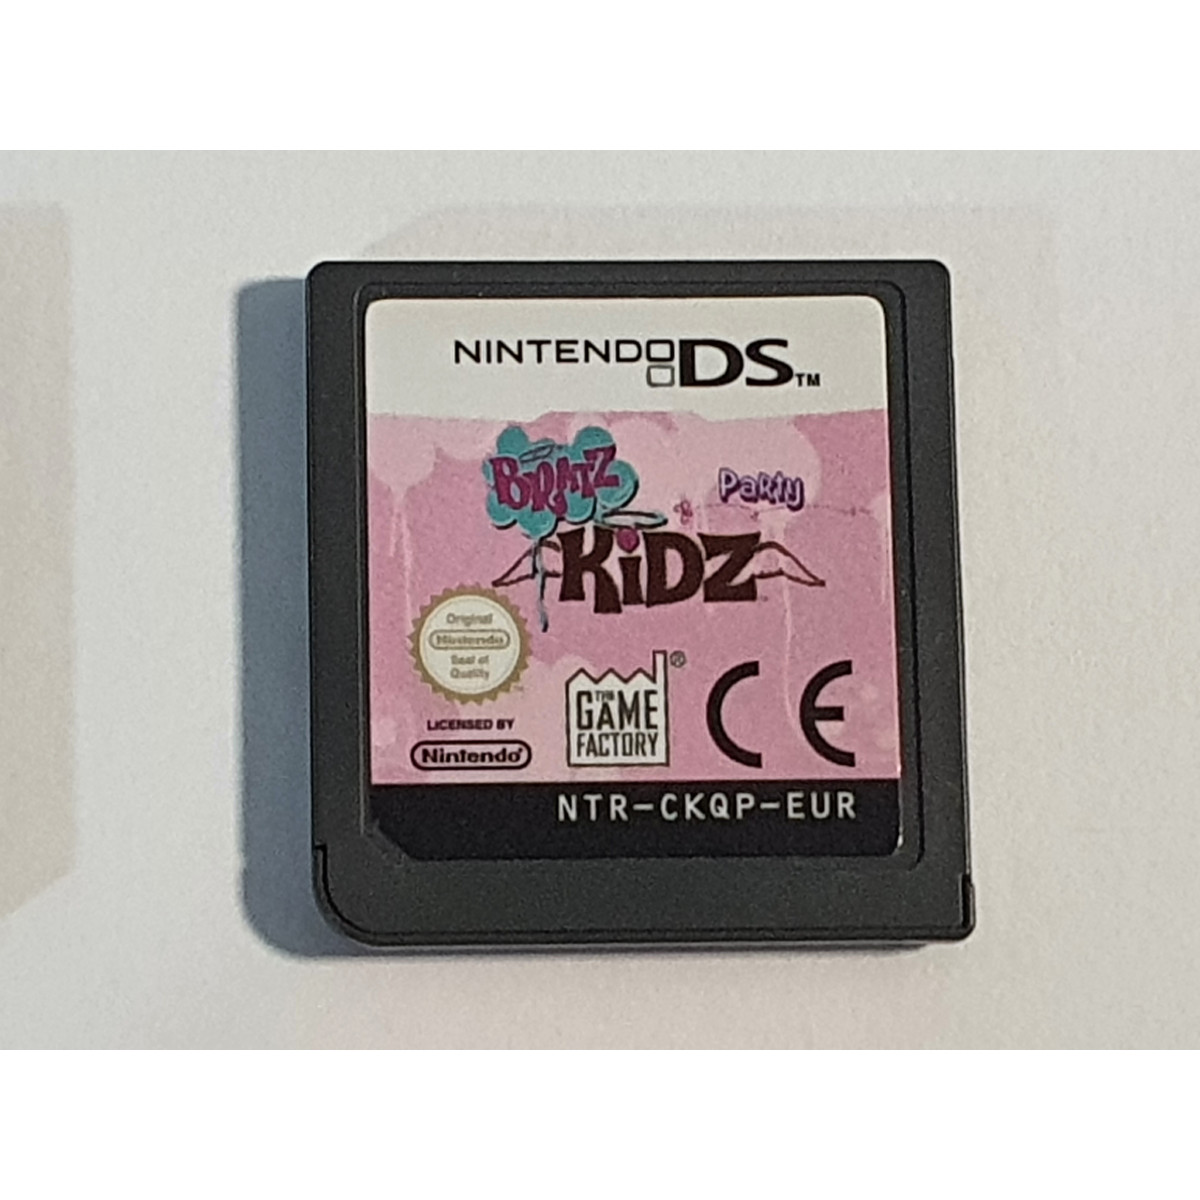 NINTENDO DS™
BRATZ
Party
KiDZ
Original
Nintendo
Seal of
Quality
™
LICENSED BY
Nintendo®
THE
GAME
FACTORY
®
CE
NTR-CKQP-EUR